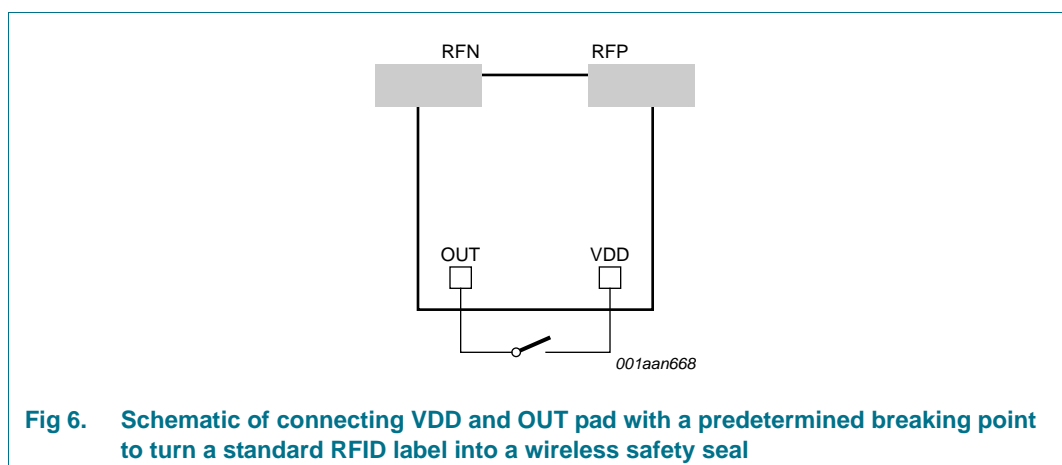 RFN RFP
OUT VDD
001aan668
Fig 6. Schematic of connecting VDD and OUT pad with a predetermined breaking point
to turn a standard RFID label into a wireless safety seal